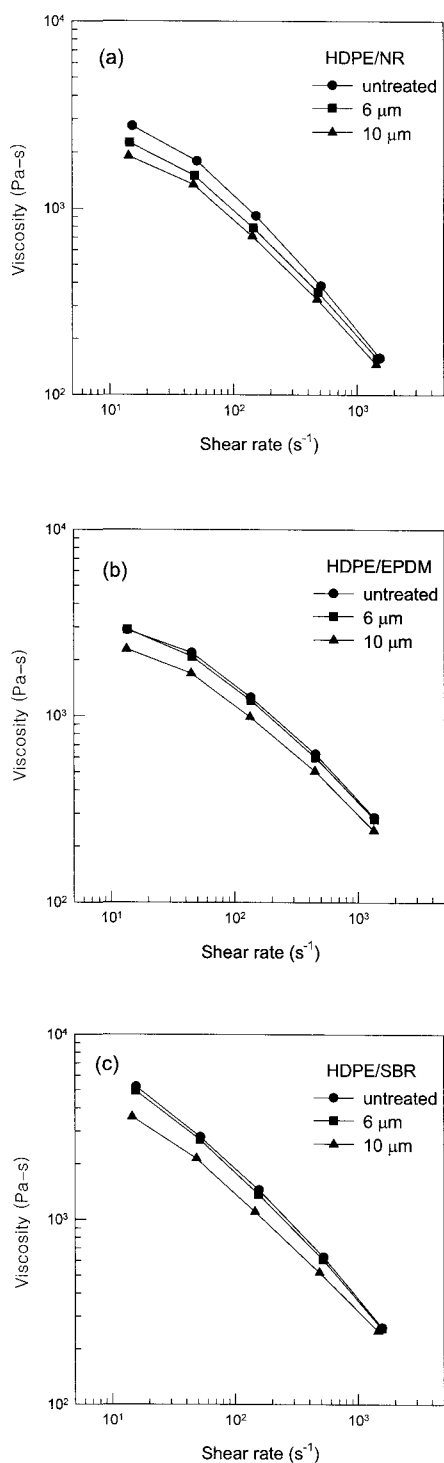 10⁴
(a)
HDPE/NR
untreated
6 μm
10 μm
Viscosity (Pa–s)
10³
10²
10¹ 10² 10³
Shear rate (s⁻¹)
10⁴
(b)
HDPE/EPDM
untreated
6 μm
10 μm
Viscosity (Pa–s)
10³
10²
10¹ 10² 10³
Shear rate (s⁻¹)
10⁴
(c)
HDPE/SBR
untreated
6 μm
10 μm
Viscosity (Pa–s)
10³
10²
10¹ 10² 10³
Shear rate (s⁻¹)